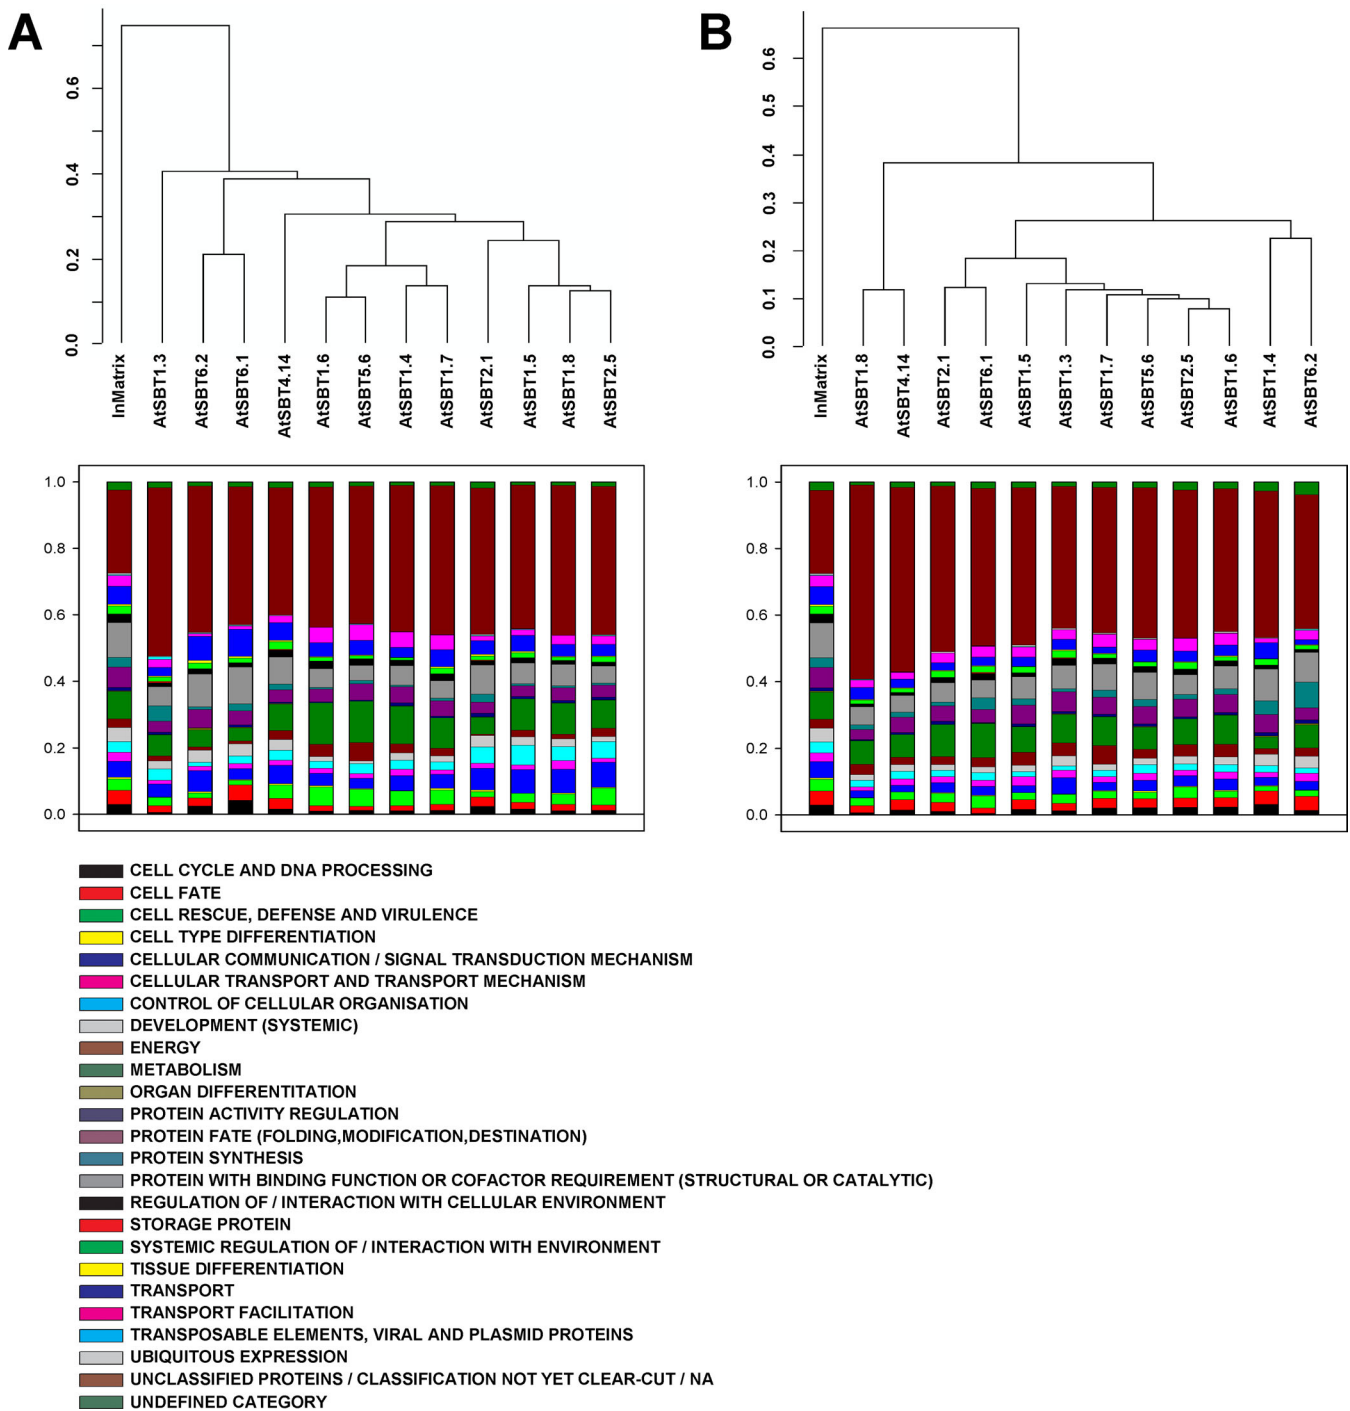 A
B
0.6
0.4
0.2
0.0
0.6
0.5
0.4
0.3
0.2
0.1
0.0
InMatrix
AtSBT1.3
AtSBT6.2
AtSBT6.1
AtSBT4.14
AtSBT1.6
AtSBT5.6
AtSBT1.4
AtSBT1.7
AtSBT2.1
AtSBT1.5
AtSBT1.8
AtSBT2.5
InMatrix
AtSBT1.8
AtSBT4.14
AtSBT2.1
AtSBT6.1
AtSBT1.5
AtSBT1.3
AtSBT1.7
AtSBT5.6
AtSBT2.5
AtSBT1.6
AtSBT1.4
AtSBT6.2
1.0
0.8
0.6
0.4
0.2
0.0
1.0
0.8
0.6
0.4
0.2
0.0
CELL CYCLE AND DNA PROCESSING
CELL FATE
CELL RESCUE, DEFENSE AND VIRULENCE
CELL TYPE DIFFERENTIATION
CELLULAR COMMUNICATION / SIGNAL TRANSDUCTION MECHANISM
CELLULAR TRANSPORT AND TRANSPORT MECHANISM
CONTROL OF CELLULAR ORGANISATION
DEVELOPMENT (SYSTEMIC)
ENERGY
METABOLISM
ORGAN DIFFERENTITATION
PROTEIN ACTIVITY REGULATION
PROTEIN FATE (FOLDING,MODIFICATION,DESTINATION)
PROTEIN SYNTHESIS
PROTEIN WITH BINDING FUNCTION OR COFACTOR REQUIREMENT (STRUCTURAL OR CATALYTIC)
REGULATION OF / INTERACTION WITH CELLULAR ENVIRONMENT
STORAGE PROTEIN
SYSTEMIC REGULATION OF / INTERACTION WITH ENVIRONMENT
TISSUE DIFFERENTIATION
TRANSPORT
TRANSPORT FACILITATION
TRANSPOSABLE ELEMENTS, VIRAL AND PLASMID PROTEINS
UBIQUITOUS EXPRESSION
UNCLASSIFIED PROTEINS / CLASSIFICATION NOT YET CLEAR-CUT / NA
UNDEFINED CATEGORY